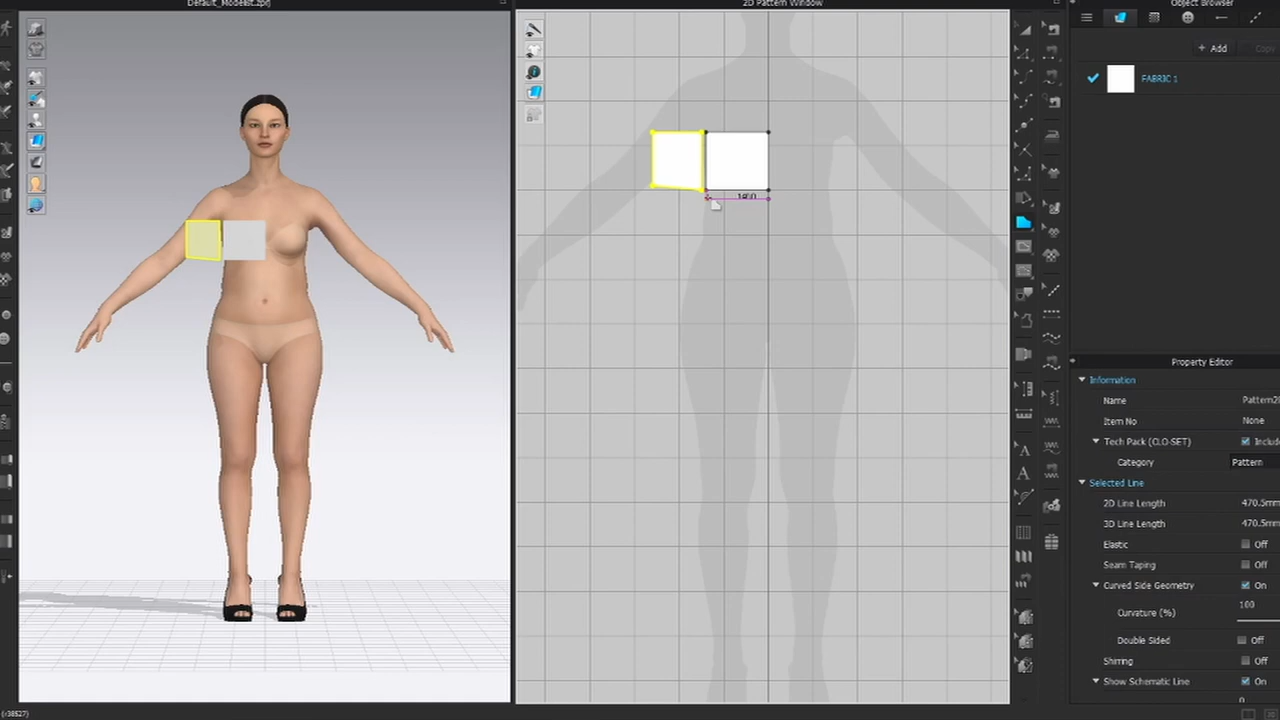 Default_Modelist.zprj
2D Pattern Window
Object Browser
+ Add
Copy
FABRIC 1
Property Editor
Information
Name
Item No
None
Tech Pack (CLO-SET)
Category
Pattern
Selected Line
2D Line Length
470.5mm
3D Line Length
470.5mm
Elastic
Off
Seam Taping
Off
Curved Side Geometry
On
Curvature (%)
100
Double Sided
Off
Shirring
Off
Show Schematic Line
On